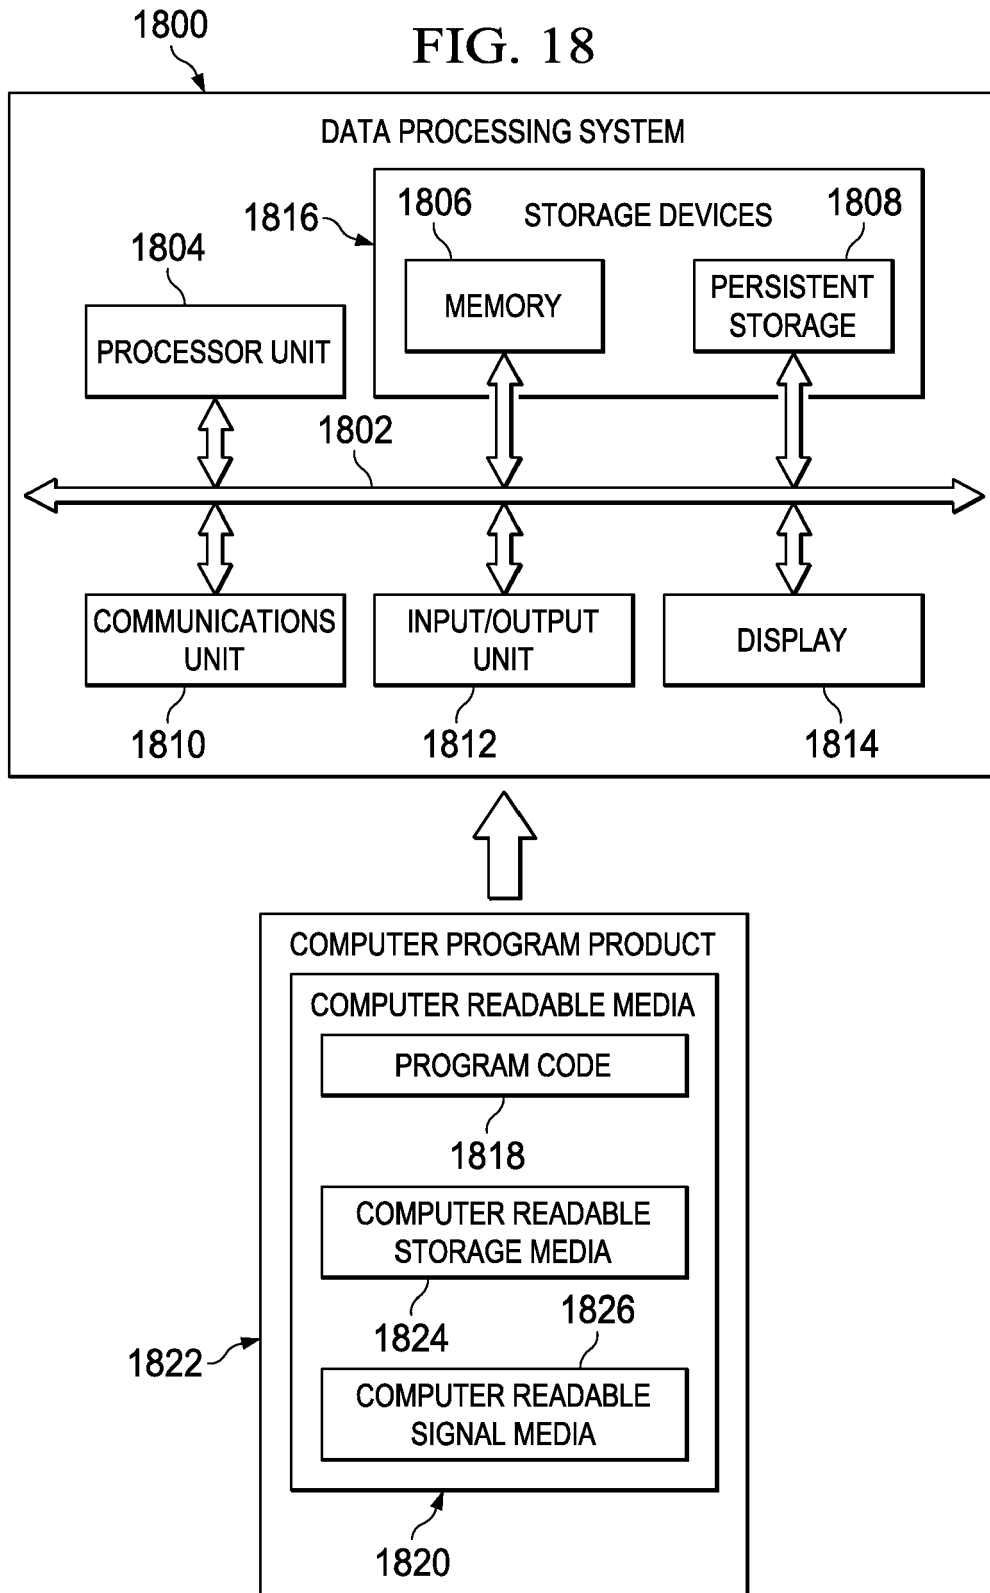 1800
FIG. 18
DATA PROCESSING SYSTEM
1816
1806
STORAGE DEVICES
1808
1804
MEMORY
PERSISTENT
STORAGE
PROCESSOR UNIT
1802
COMMUNICATIONS
UNIT
INPUT/OUTPUT
UNIT
DISPLAY
1810
1812
1814
COMPUTER PROGRAM PRODUCT
COMPUTER READABLE MEDIA
PROGRAM CODE
1818
COMPUTER READABLE
STORAGE MEDIA
1824
1826
1822
COMPUTER READABLE
SIGNAL MEDIA
1820